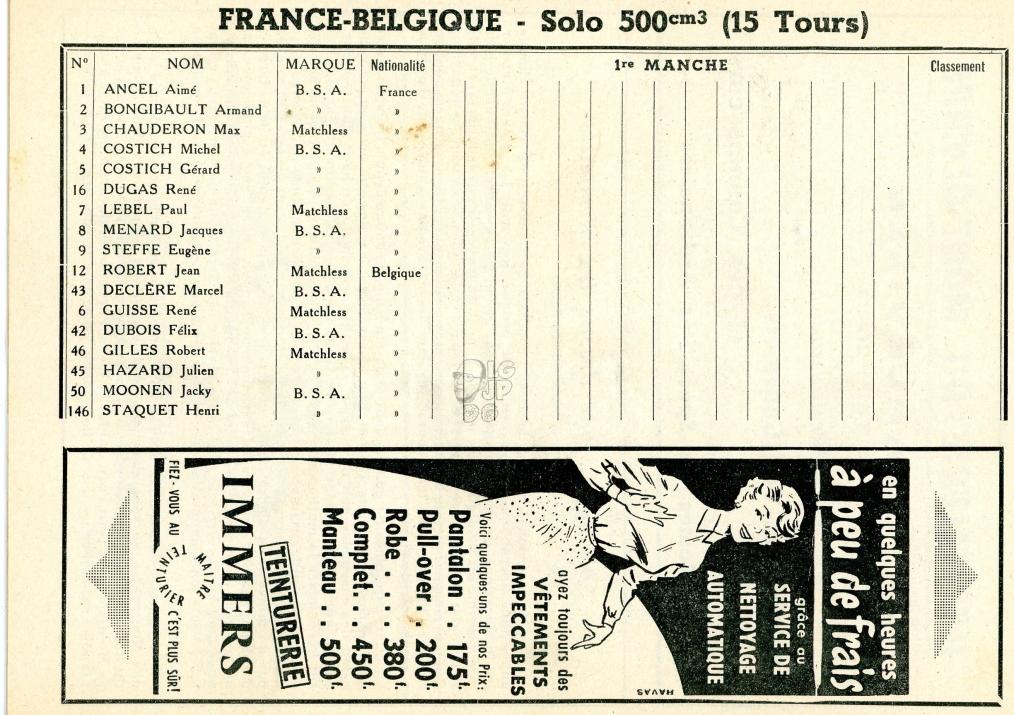 FRANCE-BELGIQUE - Solo 500cm3 (15 Tours)
N° NOM MARQUE Nationalité 1re MANCHE Classement
1 ANCEL Aimé B. S. A. France
2 BONGIBAULT Armand » »
3 CHAUDERON Max Matchless »
4 COSTICH Michel B. S. A. »
5 COSTICH Gérard » »
16 DUGAS René » »
7 LEBEL Paul Matchless »
8 MENARD Jacques B. S. A. »
9 STEFFE Eugène » »
12 ROBERT Jean Matchless Belgique
43 DECLÈRE Marcel B. S. A. »
6 GUISSE René Matchless »
42 DUBOIS Félix B. S. A. »
46 GILLES Robert Matchless »
45 HAZARD Julien » »
50 MOONEN Jacky B. S. A. »
146 STAQUET Henri » »
IG
JP
DG
en quelques heures
à peu de frais
grâce au
SERVICE DE
NETTOYAGE
AUTOMATIQUE
HAVAS
ayez toujours des
VÊTEMENTS
IMPECCABLES
Voici quelques-uns de nos Prix :
Pantalon . . 175f.
Pull-over. . 200f.
Robe . . . . 380f.
Complet. . . 450f.
Manteau . . 500f.
TEINTURERIE
IMMERS
FIEZ-VOUS AU MAITRE TEINTURIER C'EST PLUS SÛR!